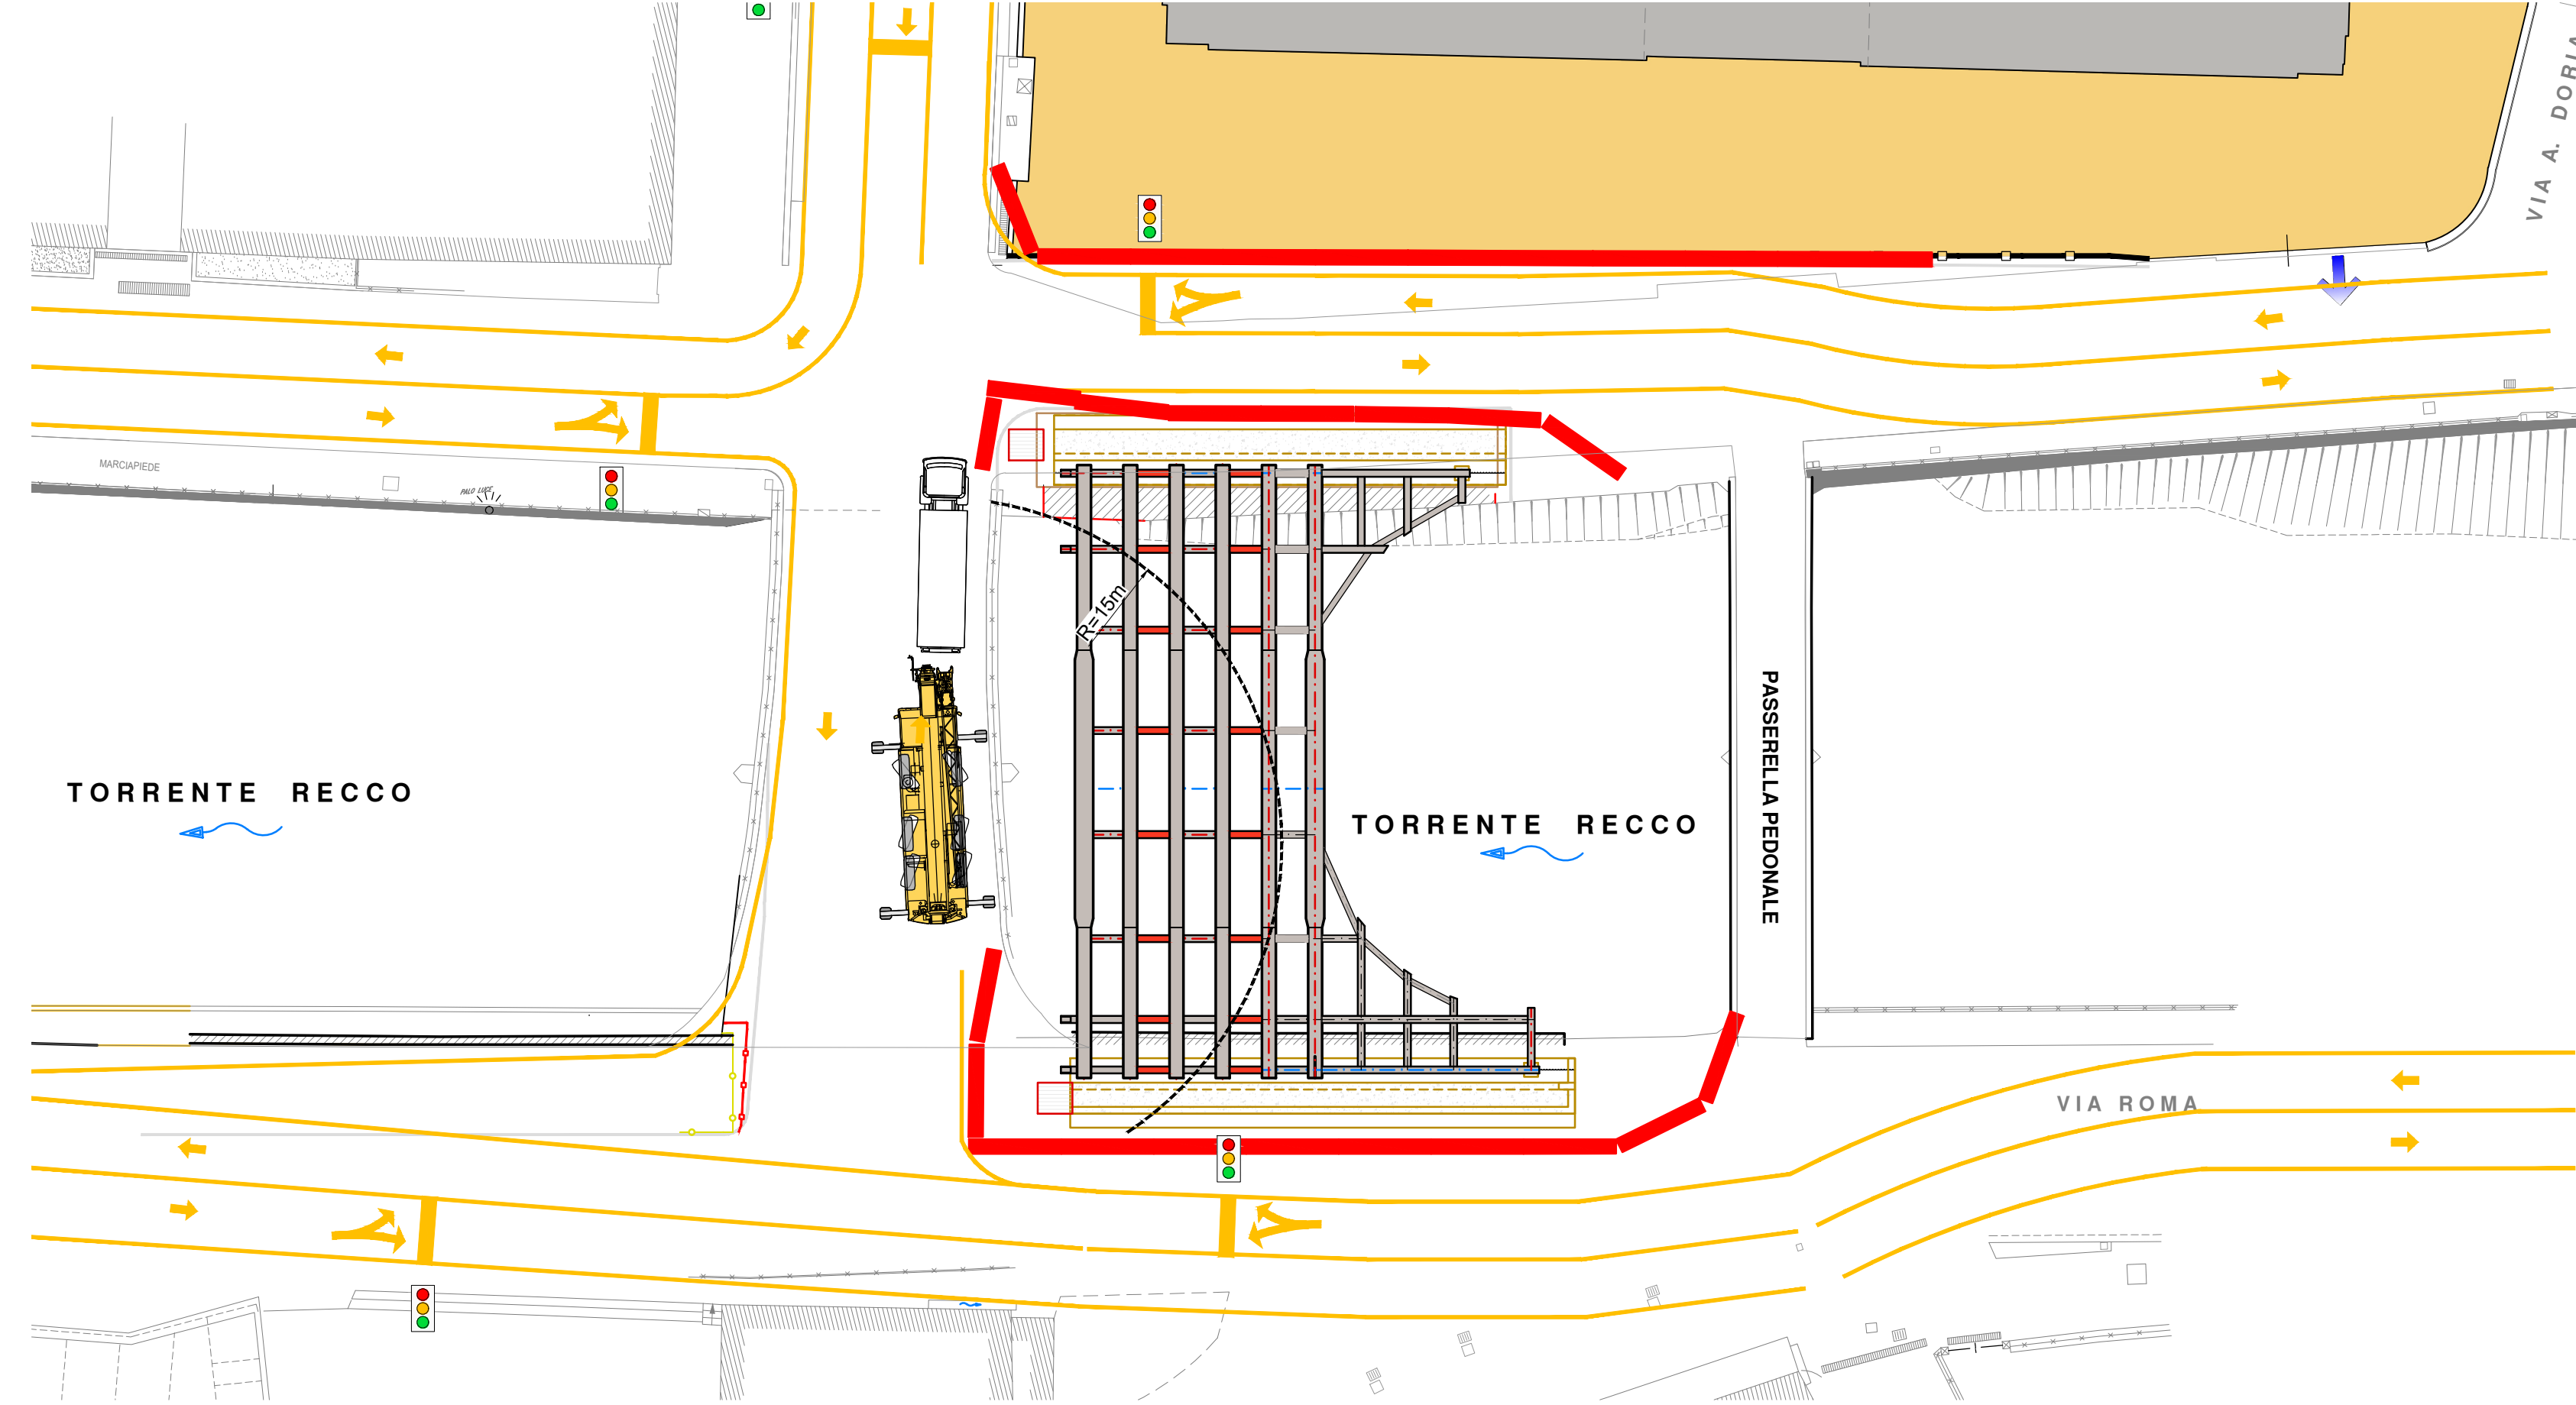 VIA A. DORIA
MARCIAPIEDE
PALO LUCE
R=15m
TORRENTE RECCO
TORRENTE RECCO
PASSERELLA PEDONALE
VIA ROMA